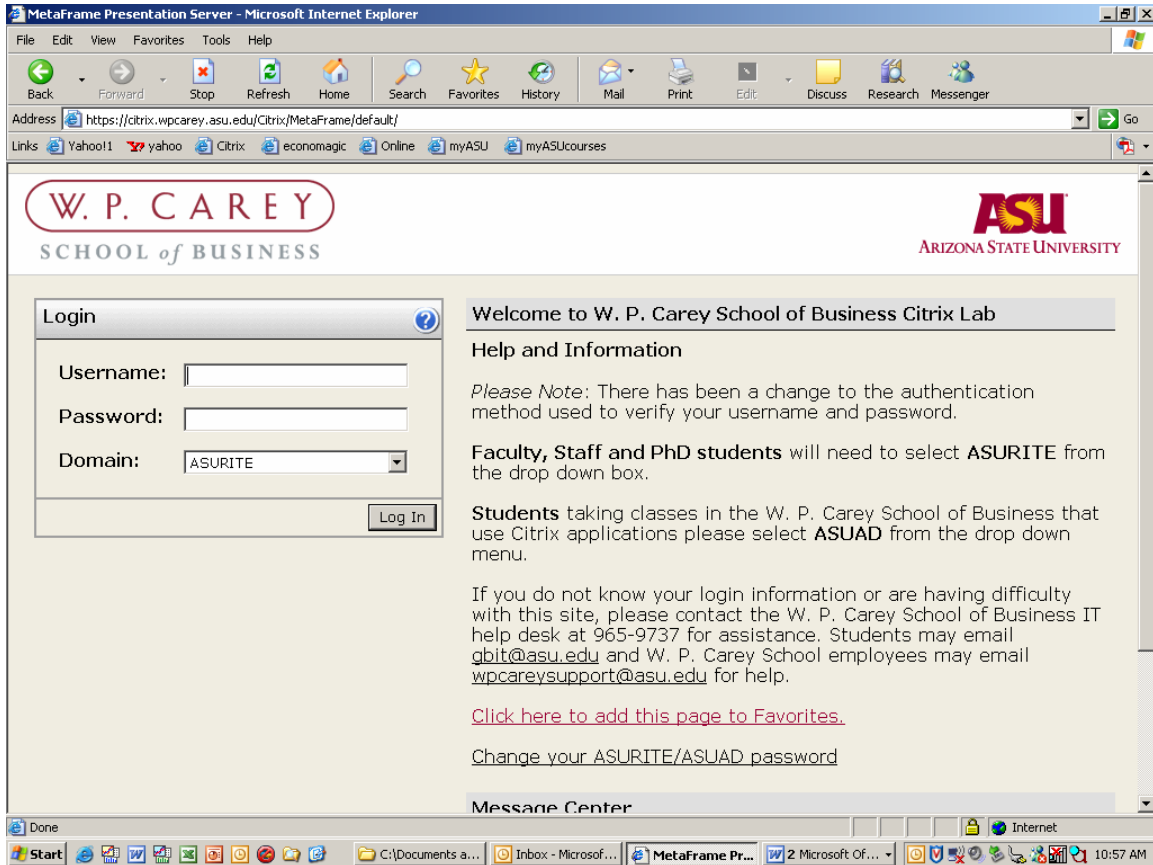 MetaFrame Presentation Server - Microsoft Internet Explorer
File Edit View Favorites Tools Help
Back Forward Stop Refresh Home Search Favorites History Mail Print Edit Discuss Research Messenger
Address https://citrix.wpcarey.asu.edu/Citrix/MetaFrame/default/ Go
Links Yahoo!1 yahoo Citrix economagic Online myASU myASUcourses
W. P. CAREY
SCHOOL of BUSINESS
ASU
ARIZONA STATE UNIVERSITY
Login
Username:
Password:
Domain: ASURITE
Log In
Welcome to W. P. Carey School of Business Citrix Lab
Help and Information
Please Note: There has been a change to the authentication
method used to verify your username and password.
Faculty, Staff and PhD students will need to select ASURITE from
the drop down box.
Students taking classes in the W. P. Carey School of Business that
use Citrix applications please select ASUAD from the drop down
menu.
If you do not know your login information or are having difficulty
with this site, please contact the W. P. Carey School of Business IT
help desk at 965-9737 for assistance. Students may email
gbit@asu.edu and W. P. Carey School employees may email
wpcareysupport@asu.edu for help.
Click here to add this page to Favorites.
Change your ASURITE/ASUAD password
Message Center
Done Internet
Start C:\Documents a... Inbox - Microsof... MetaFrame Pr... 2 Microsoft Of... 10:57 AM